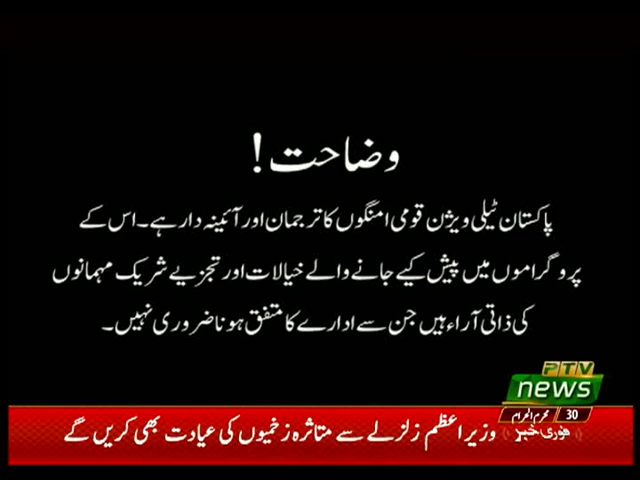 وضاحت!
پاکستان ٹیلی ویژن قومی امنگوں کا ترجمان اور آئینہ دار ہے۔ اس کے
پروگراموں میں پیش کیے جانے والے خیالات اور تجزیے شریک مہمانوں
کی ذاتی آراء ہیں جن سے ادارے کا متفق ہونا ضروری نہیں۔
PTV
news
30 محرم الحرام
فوری خبر
وزیراعظم زلزلے سے متاثرہ زخمیوں کی عیادت بھی کریں گے